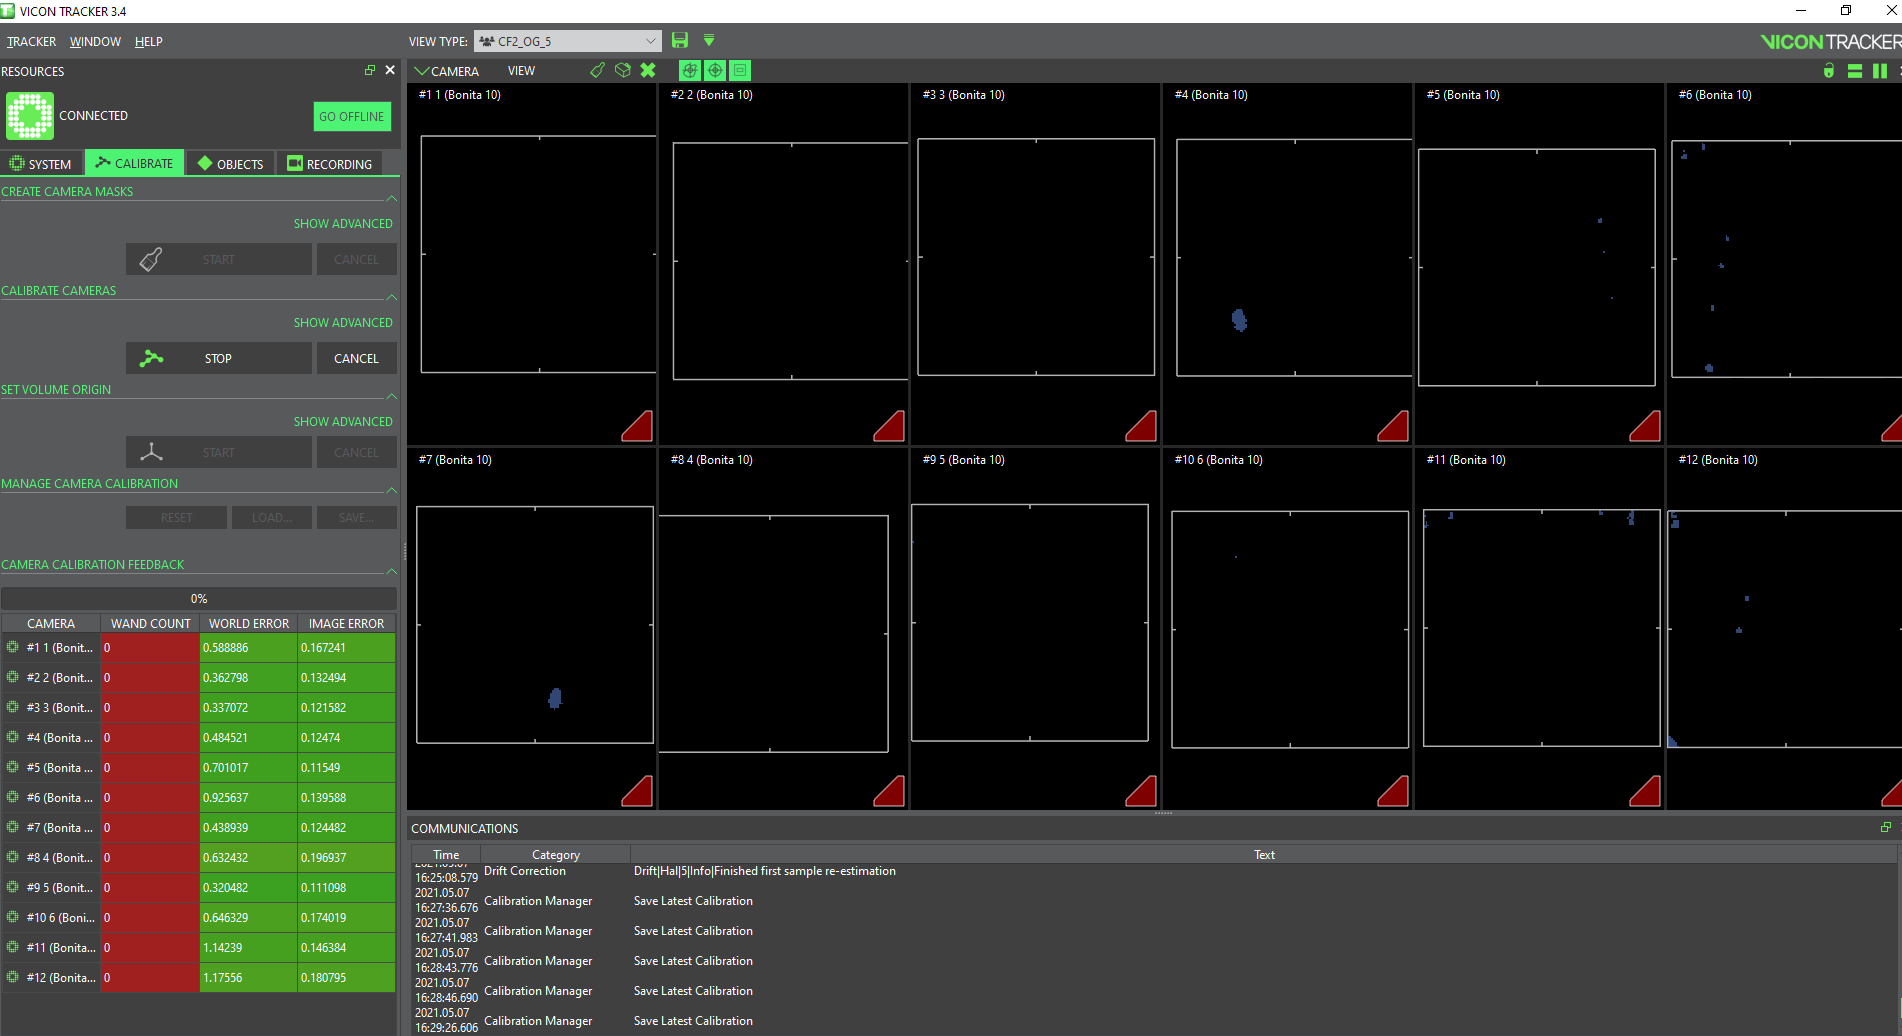 VICON TRACKER 3.4
TRACKER WINDOW HELP
VIEW TYPE: CF2_OG_5
VICON TRACKER
RESOURCES
CAMERA VIEW
CONNECTED
GO OFFLINE
SYSTEM CALIBRATE OBJECTS RECORDING
CREATE CAMERA MASKS
SHOW ADVANCED
START CANCEL
CALIBRATE CAMERAS
SHOW ADVANCED
STOP CANCEL
SET VOLUME ORIGIN
SHOW ADVANCED
START CANCEL
MANAGE CAMERA CALIBRATION
RESET LOAD... SAVE...
CAMERA CALIBRATION FEEDBACK
0%
CAMERA WAND COUNT WORLD ERROR IMAGE ERROR
#1 1 (Bonit... 0 0.588886 0.167241
#2 2 (Bonit... 0 0.362798 0.132494
#3 3 (Bonit... 0 0.337072 0.121582
#4 (Bonita ... 0 0.484521 0.12474
#5 (Bonita ... 0 0.701017 0.11549
#6 (Bonita ... 0 0.925637 0.139588
#7 (Bonita ... 0 0.438939 0.124482
#8 4 (Bonit... 0 0.632432 0.196937
#9 5 (Bonit... 0 0.320482 0.111098
#10 6 (Boni... 0 0.646329 0.174019
#11 (Bonita... 0 1.14239 0.146384
#12 (Bonita... 0 1.17556 0.180795
#1 1 (Bonita 10)
#2 2 (Bonita 10)
#3 3 (Bonita 10)
#4 (Bonita 10)
#5 (Bonita 10)
#6 (Bonita 10)
#7 (Bonita 10)
#8 4 (Bonita 10)
#9 5 (Bonita 10)
#10 6 (Bonita 10)
#11 (Bonita 10)
#12 (Bonita 10)
COMMUNICATIONS
Time Category Text
2021.05.07
16:25:08.579 Drift Correction Drift|Hal|5|Info|Finished first sample re-estimation
2021.05.07
16:27:36.676 Calibration Manager Save Latest Calibration
2021.05.07
16:27:41.983 Calibration Manager Save Latest Calibration
2021.05.07
16:28:43.776 Calibration Manager Save Latest Calibration
2021.05.07
16:28:46.690 Calibration Manager Save Latest Calibration
2021.05.07
16:29:26.606 Calibration Manager Save Latest Calibration